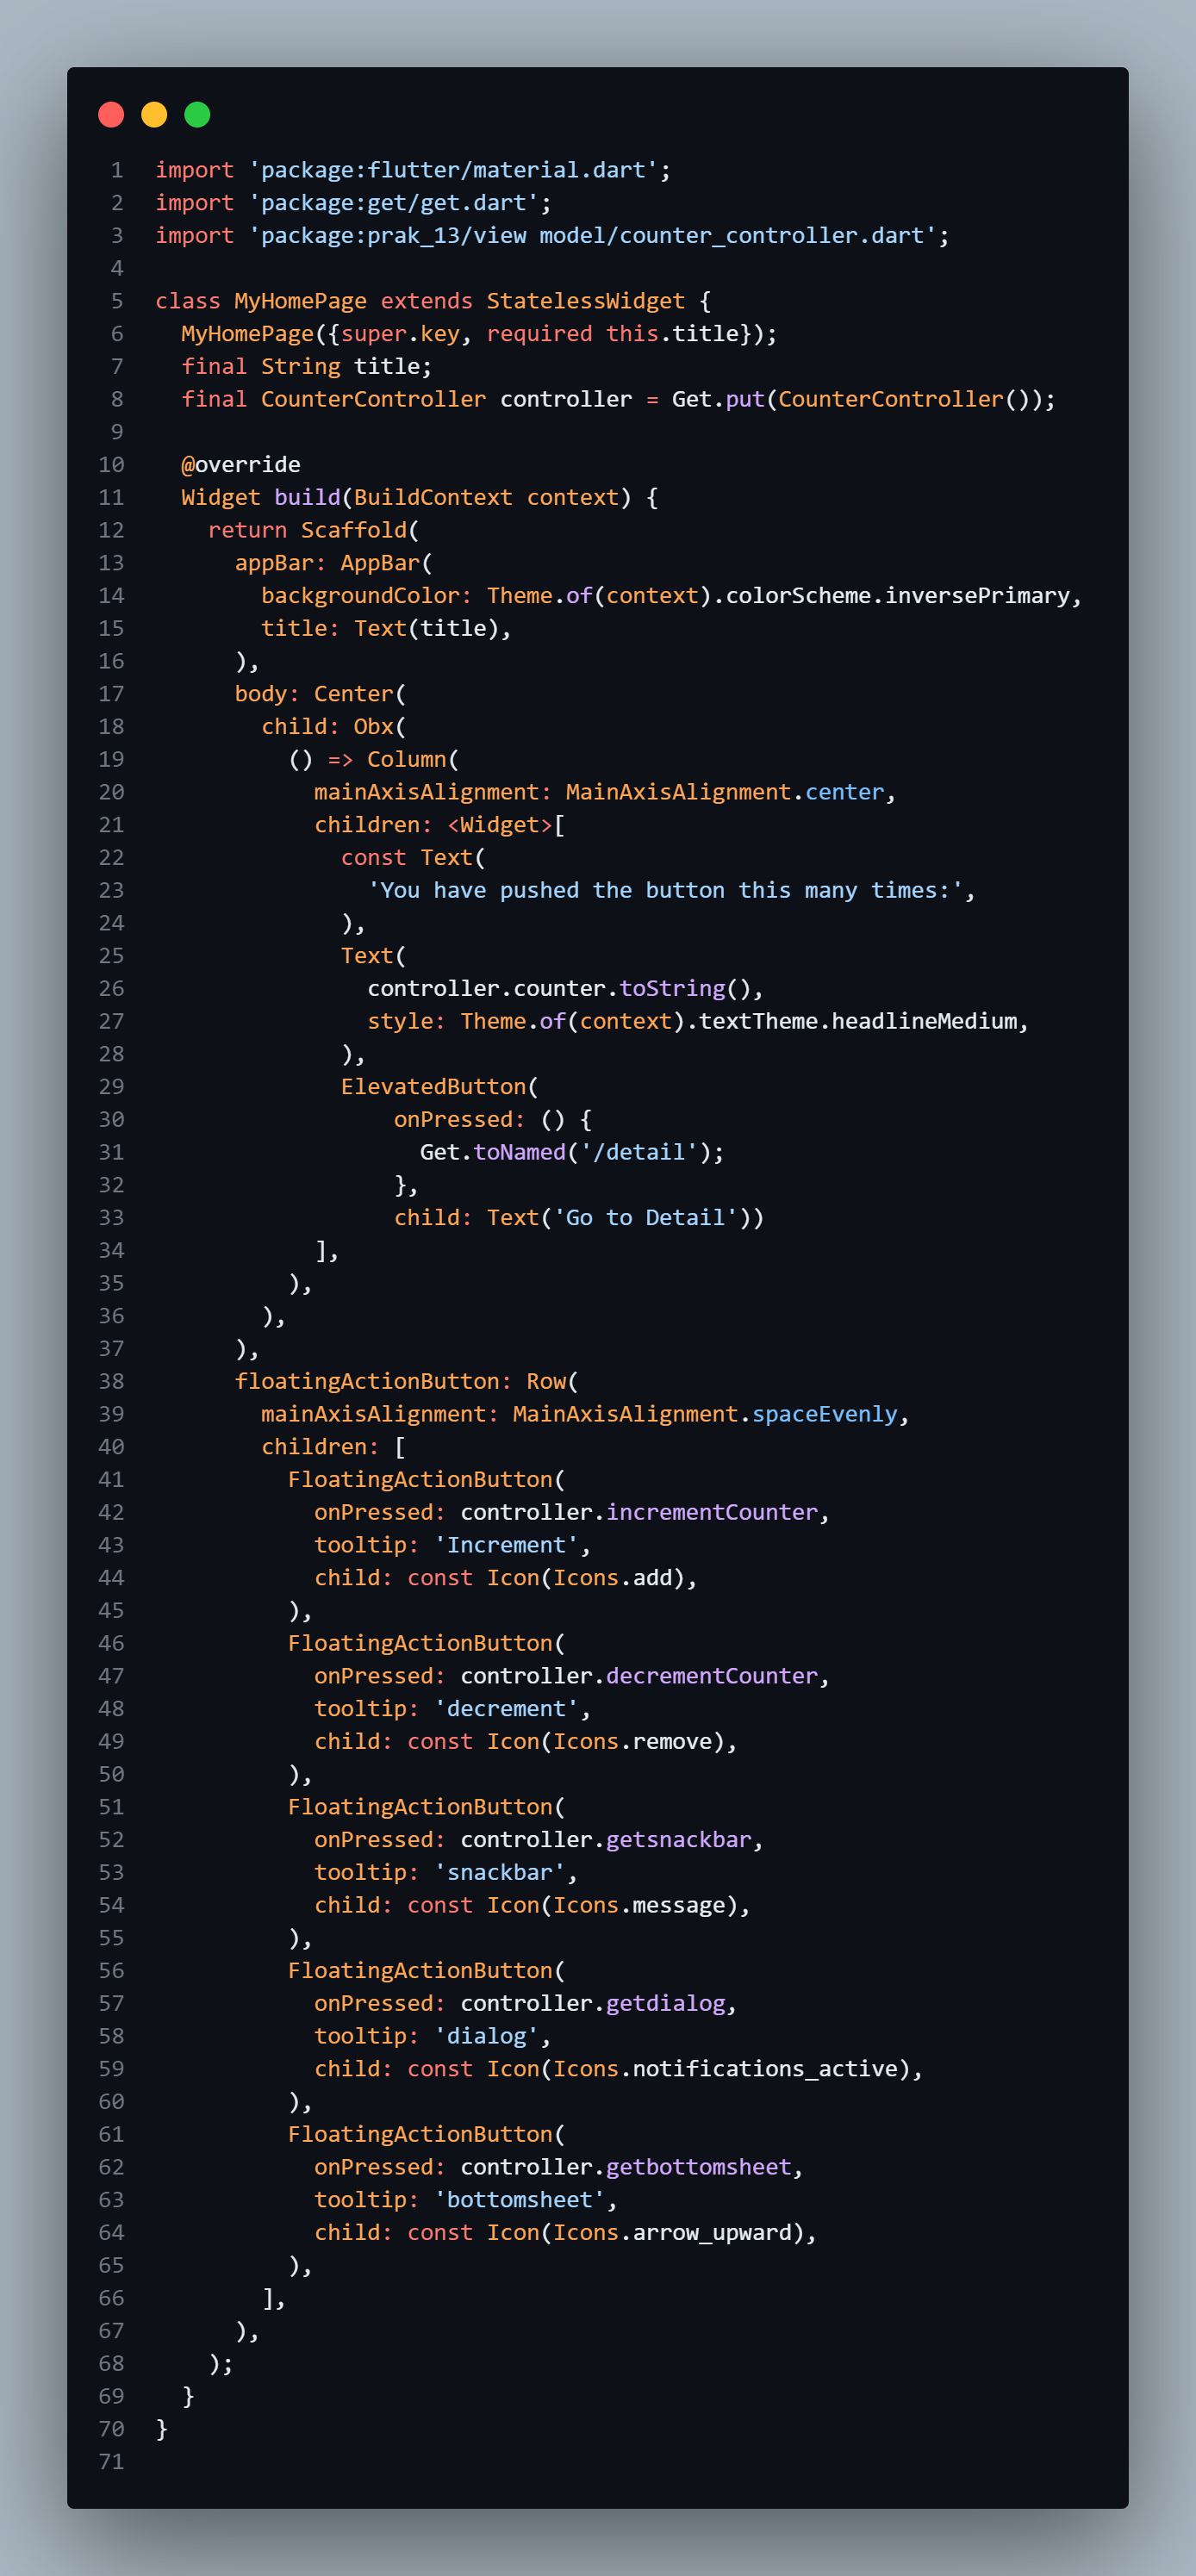 1 import 'package:flutter/material.dart';
2 import 'package:get/get.dart';
3 import 'package:prak_13/view model/counter_controller.dart';
4
5 class MyHomePage extends StatelessWidget {
6   MyHomePage({super.key, required this.title});
7   final String title;
8   final CounterController controller = Get.put(CounterController());
9
10   @override
11   Widget build(BuildContext context) {
12     return Scaffold(
13       appBar: AppBar(
14         backgroundColor: Theme.of(context).colorScheme.inversePrimary,
15         title: Text(title),
16       ),
17       body: Center(
18         child: Obx(
19           () => Column(
20             mainAxisAlignment: MainAxisAlignment.center,
21             children: <Widget>[
22               const Text(
23                 'You have pushed the button this many times:',
24               ),
25               Text(
26                 controller.counter.toString(),
27                 style: Theme.of(context).textTheme.headlineMedium,
28               ),
29               ElevatedButton(
30                   onPressed: () {
31                     Get.toNamed('/detail');
32                   },
33                   child: Text('Go to Detail'))
34             ],
35           ),
36         ),
37       ),
38       floatingActionButton: Row(
39         mainAxisAlignment: MainAxisAlignment.spaceEvenly,
40         children: [
41           FloatingActionButton(
42             onPressed: controller.incrementCounter,
43             tooltip: 'Increment',
44             child: const Icon(Icons.add),
45           ),
46           FloatingActionButton(
47             onPressed: controller.decrementCounter,
48             tooltip: 'decrement',
49             child: const Icon(Icons.remove),
50           ),
51           FloatingActionButton(
52             onPressed: controller.getsnackbar,
53             tooltip: 'snackbar',
54             child: const Icon(Icons.message),
55           ),
56           FloatingActionButton(
57             onPressed: controller.getdialog,
58             tooltip: 'dialog',
59             child: const Icon(Icons.notifications_active),
60           ),
61           FloatingActionButton(
62             onPressed: controller.getbottomsheet,
63             tooltip: 'bottomsheet',
64             child: const Icon(Icons.arrow_upward),
65           ),
66         ],
67       ),
68     );
69   }
70 }
71